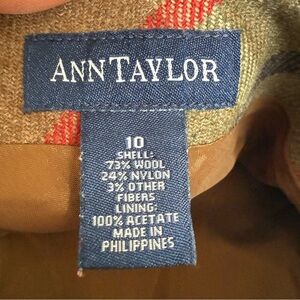 ANNTAYLOR
10
SHELL:
73% WOOL
24% NYLON
3% OTHER
FIBERS
LINING:
100% ACETATE
MADE IN
PHILIPPINES